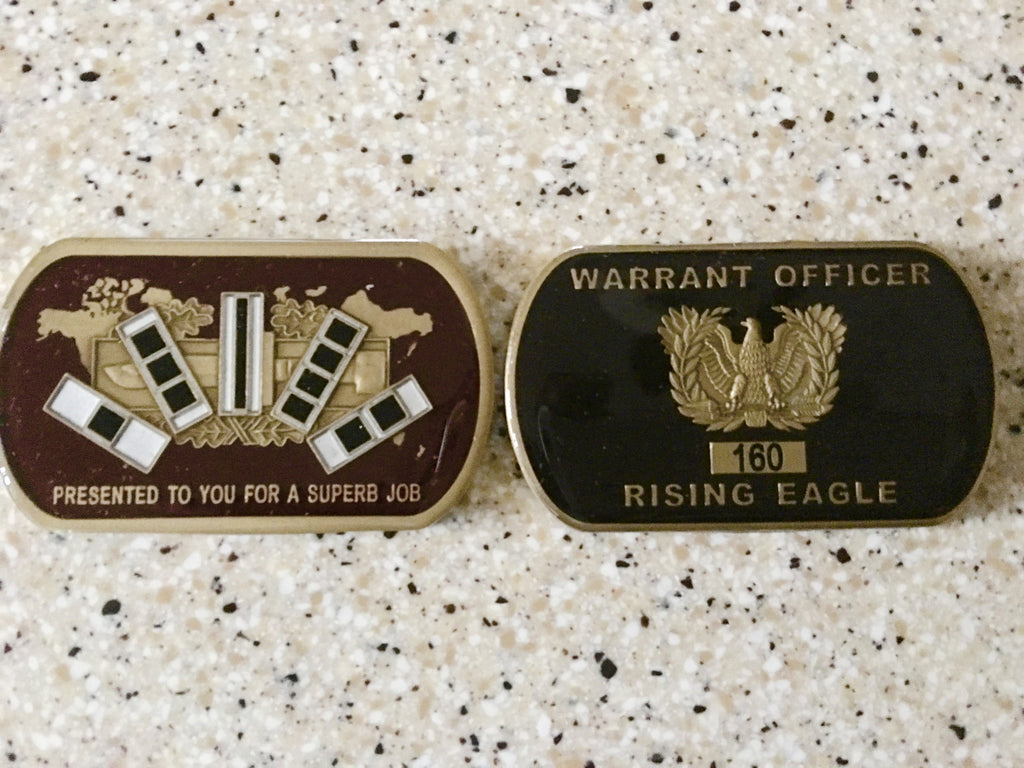 PRESENTED TO YOU FOR A SUPERB JOB
WARRANT OFFICER
160
RISING EAGLE